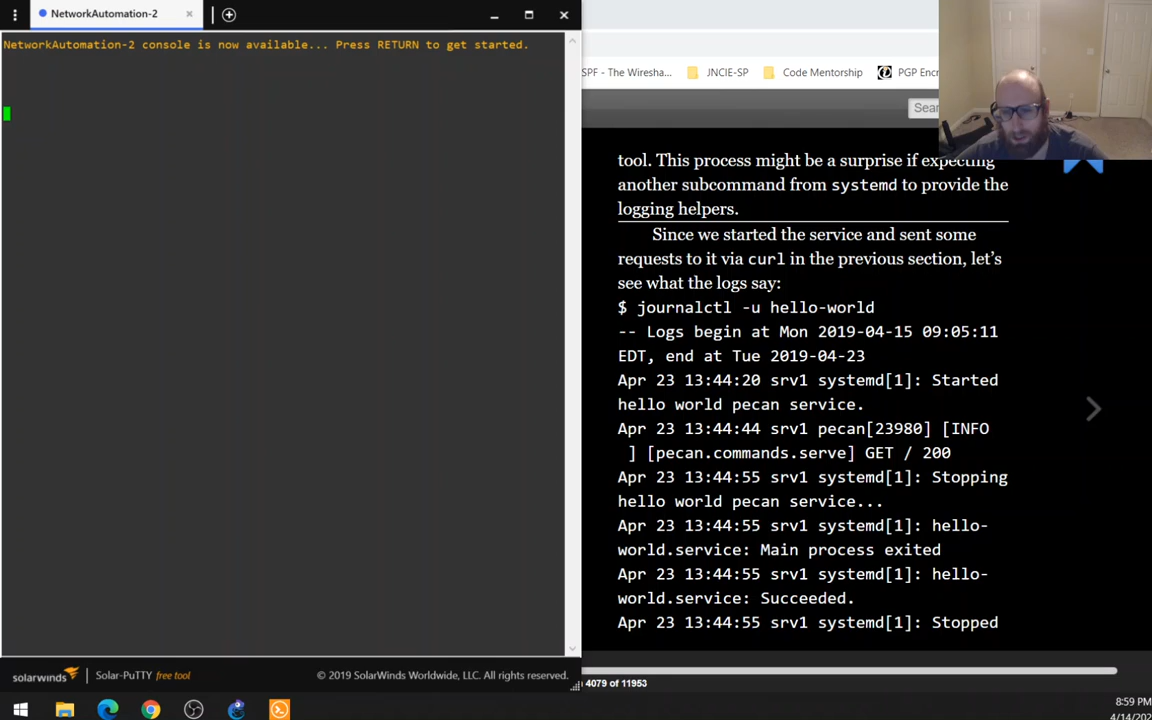 NetworkAutomation-2
NetworkAutomation-2 console is now available... Press RETURN to get started.
SPF - The Wiresha...
JNCIE-SP
Code Mentorship
PGP Encr
Sear
tool. This process might be a surprise if expecting
another subcommand from systemd to provide the
logging helpers.
Since we started the service and sent some
requests to it via curl in the previous section, let's
see what the logs say:
$ journalctl -u hello-world
-- Logs begin at Mon 2019-04-15 09:05:11
EDT, end at Tue 2019-04-23
Apr 23 13:44:20 srv1 systemd[1]: Started
hello world pecan service.
Apr 23 13:44:44 srv1 pecan[23980] [INFO
] [pecan.commands.serve] GET / 200
Apr 23 13:44:55 srv1 systemd[1]: Stopping
hello world pecan service...
Apr 23 13:44:55 srv1 systemd[1]: hello-
world.service: Main process exited
Apr 23 13:44:55 srv1 systemd[1]: hello-
world.service: Succeeded.
Apr 23 13:44:55 srv1 systemd[1]: Stopped
solarwinds
Solar-PuTTY free tool
© 2019 SolarWinds Worldwide, LLC. All rights reserved.
4079 of 11953
8:59 PM
4/14/202